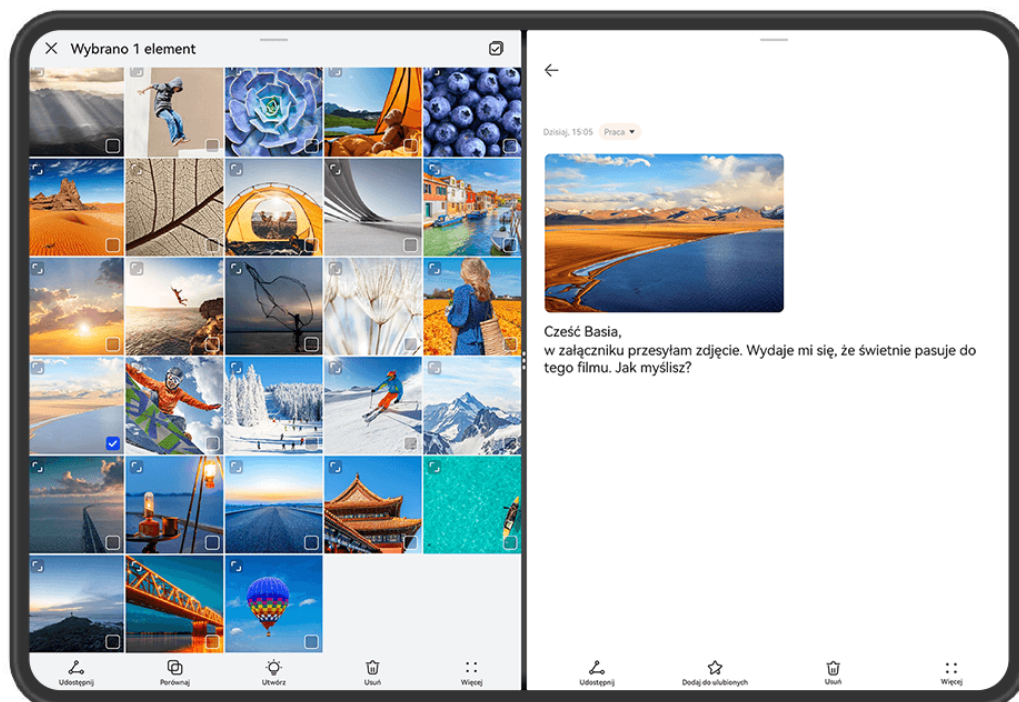 Wybrano 1 element
Udostępnij
Porównaj
Utwórz
Usuń
Więcej
Dzisiaj, 15:05 Praca
Cześć Basia,
w załączniku przesyłam zdjęcie. Wydaje mi się, że świetnie pasuje do
tego filmu. Jak myślisz?
Udostępnij
Dodaj do ulubionych
Usuń
Więcej